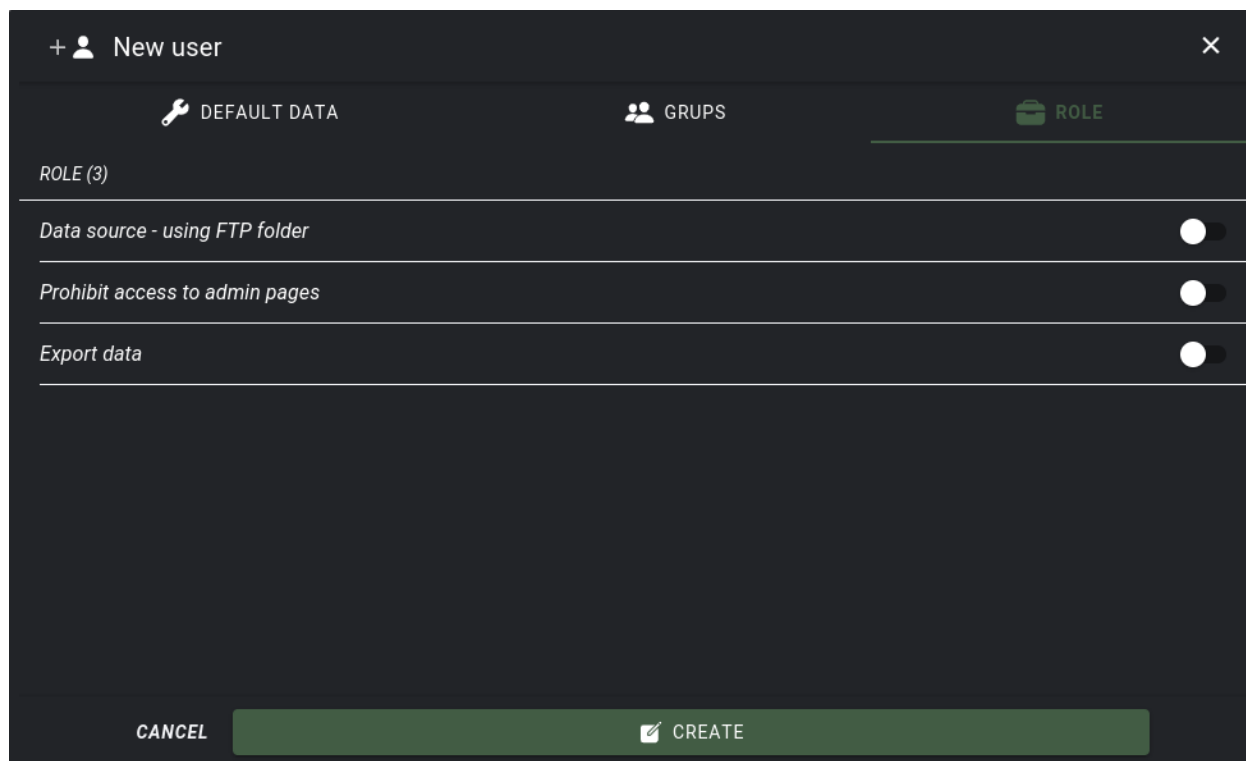 New user
DEFAULT DATA
GRUPS
ROLE
ROLE (3)
Data source - using FTP folder
Prohibit access to admin pages
Export data
CANCEL
CREATE